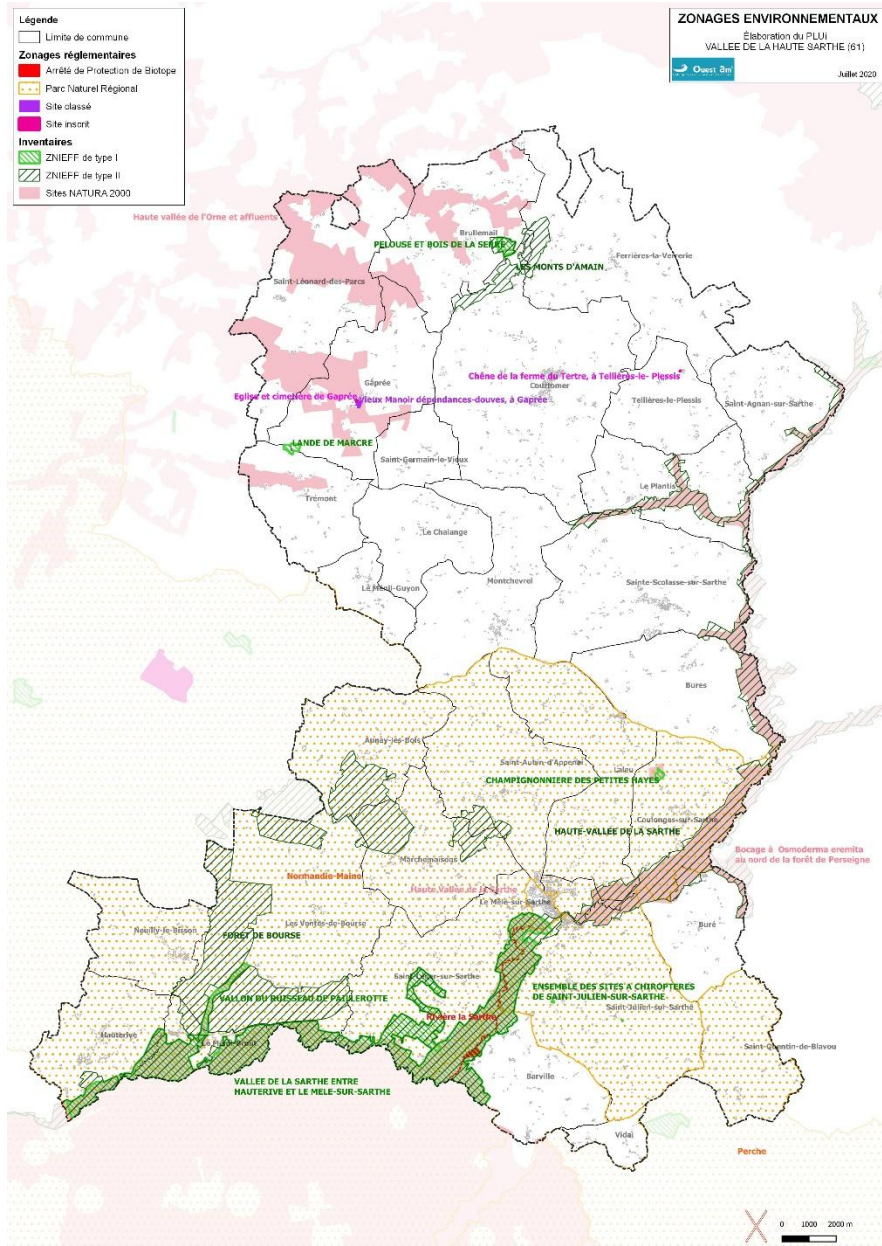 Légende
Limite de commune
Zonages réglementaires
Arrêté de Protection de Biotope
Parc Naturel Régional
Site classé
Site inscrit
Inventaires
ZNIEFF de type I
ZNIEFF de type II
Sites NATURA 2000
ZONAGES ENVIRONNEMENTAUX
Élaboration du PLUi
VALLEE DE LA HAUTE SARTHE (61)
Ouest am'
Juillet 2020
Haute vallée de l'Orne et affluents
Brullemail
PELOUSE ET BOIS DE LA SERRE
Ferrières-la-Verrerie
LES MONTS D'AMAIN
Saint-Léonard-des-Parcs
Chêne de la ferme du Tertre, à Tellières-le- Plessis
Gâprée
Courtomer
Eglise et cimetière de Gaprée
Vieux Manoir dépendances-douves, à Gaprée
Tellières-le-Plessis
Saint-Agnan-sur-Sarthe
LANDE DE MARCRE
Saint-Germain-le-Vieux
Le Plantis
Trémont
Le Chalange
Montchevrel
Sainte-Scolasse-sur-Sarthe
Le Ménil-Guyon
Bures
Aunay-les-Bois
Saint-Aubin-d'Appenai
Laleu
CHAMPIGNONNIERE DES PETITES HAYES
Coulonges-sur-Sarthe
HAUTE-VALLEE DE LA SARTHE
Bocage à Osmoderma eremita
au nord de la forêt de Perseigne
Marchemaisons
Normandie-Maine
Haute Vallée de la Sarthe
Le Mêle-sur-Sarthe
Les Ventes-de-Bourse
Neuilly-le-Bisson
FORET DE BOURSE
Buré
Saint-Léger-sur-Sarthe
ENSEMBLE DES SITES A CHIROPTERES
DE SAINT-JULIEN-SUR-SARTHE
VALLON DU RUISSEAU DE PAILLEROTTE
Saint-Julien-sur-Sarthe
Rivière la Sarthe
Hauterive
Le Ménil-Broût
Saint-Quentin-de-Blavou
Barville
VALLEE DE LA SARTHE ENTRE
HAUTERIVE ET LE MELE-SUR-SARTHE
Vidai
Perche
0 1000 2000 m